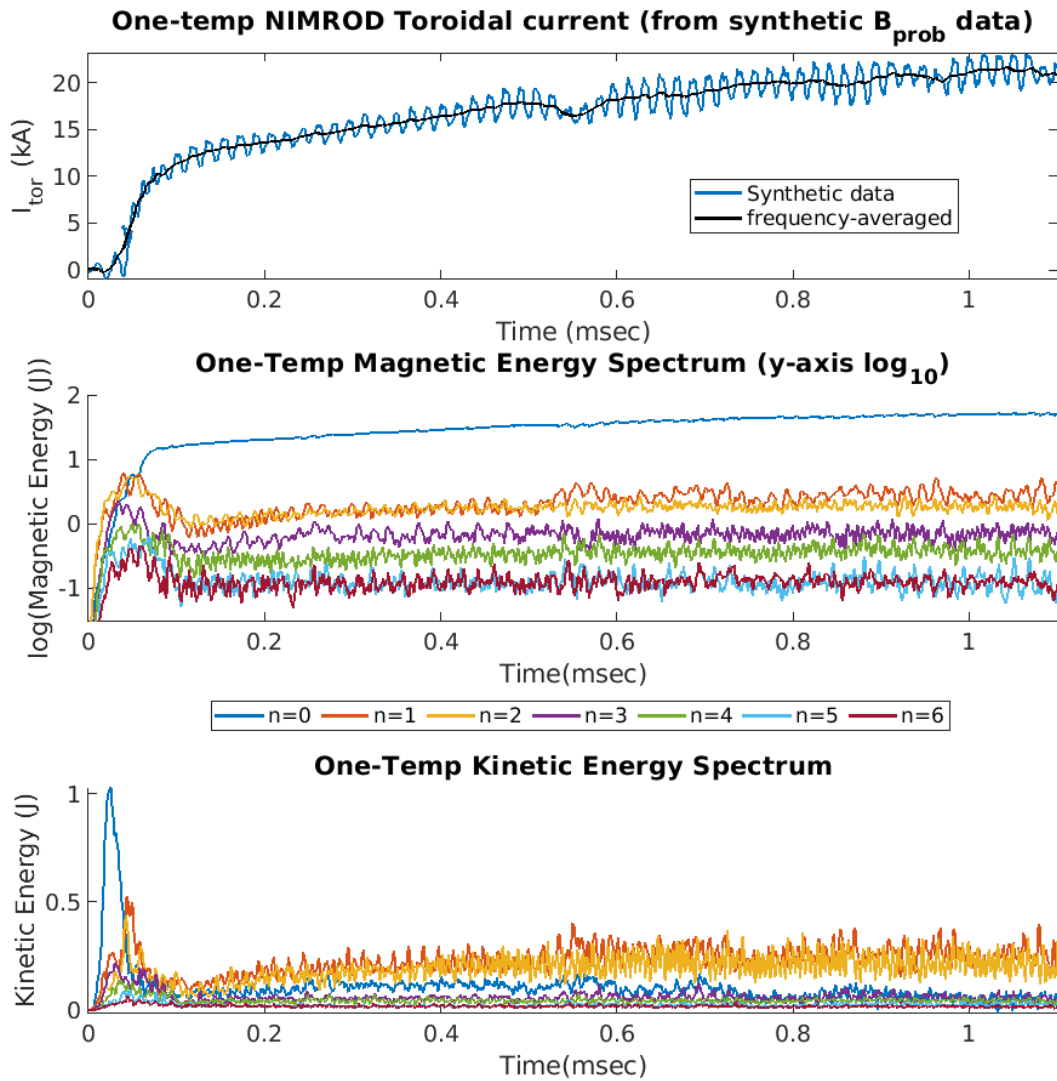 One-temp NIMROD Toroidal current (from synthetic B_prob data)
I_tor (kA)
20
15
10
5
0
Synthetic data
frequency-averaged
0 0.2 0.4 0.6 0.8 1
Time (msec)
One-Temp Magnetic Energy Spectrum (y-axis log_10)
log(Magnetic Energy (J))
2
1
0
-1
0 0.2 0.4 0.6 0.8 1
Time(msec)
n=0 n=1 n=2 n=3 n=4 n=5 n=6
One-Temp Kinetic Energy Spectrum
Kinetic Energy (J)
1
0.5
0
0 0.2 0.4 0.6 0.8 1
Time(msec)